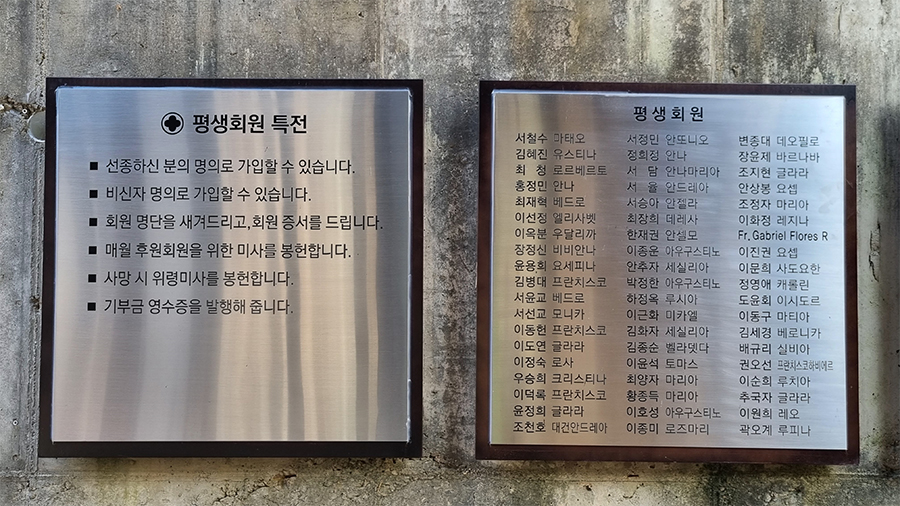 평생회원 특전
■ 선종하신 분의 명의로 가입할 수 있습니다.
■ 비신자 명의로 가입할 수 있습니다.
■ 회원 명단을 새겨드리고, 회원 증서를 드립니다.
■ 매월 후원회원을 위한 미사를 봉헌합니다.
■ 사망 시 위령미사를 봉헌합니다.
■ 기부금 영수증을 발행해 줍니다.
평생회원
서철수 마태오
김혜진 유스티나
최 청 로르베르토
홍정민 안나
최재혁 베드로
이선정 엘리사벳
이옥분 우달리까
장정신 비비안나
윤용희 요세피나
김병대 프란치스코
서윤교 베드로
서선교 모니카
이동헌 프란치스코
이도연 글라라
이정숙 로사
우승희 크리스티나
이덕록 프란치스코
윤정희 글라라
조천호 대건안드레아
서정민 안또니오
정희정 안나
서 담 안나마리아
서 율 안드레아
서승아 안젤라
최장희 데레사
한재권 안셀모
이종운 아우구스티노
안추자 세실리아
박정한 아우구스티노
하정옥 루시아
이근화 미카엘
김화자 세실리아
김종순 벨라뎃다
이윤석 토마스
최양자 마리아
황종득 마리아
이호성 아우구스티노
이종미 로즈마리
변종대 데오필로
장윤제 바르나바
조지현 글라라
안상봉 요셉
조정자 마리아
이화정 레지나
Fr. Gabriel Flores R
이진권 요셉
이문희 사도요한
정영애 캐롤린
도윤회 이시도르
이동구 마티아
김세경 베로니카
배규리 실비아
권오선 프란치스코하비에르
이순희 루치아
추국자 글라라
이원희 레오
곽오계 루피나